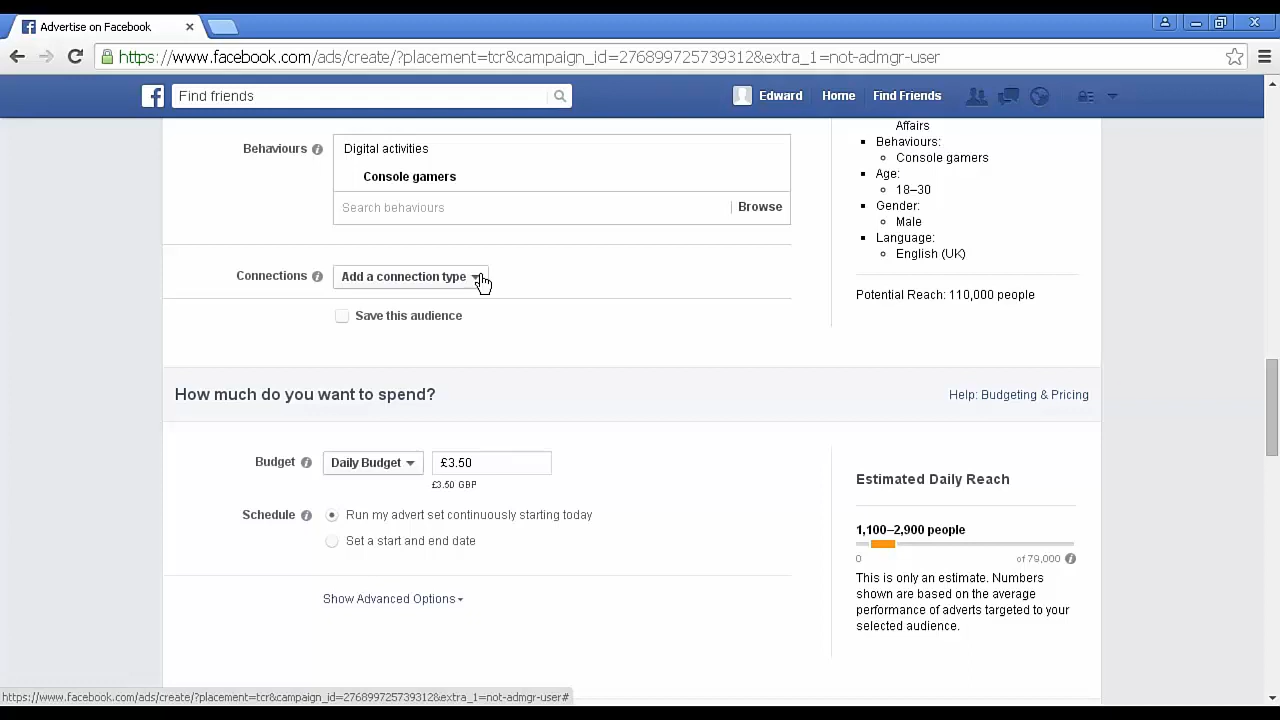 Advertise on Facebook
https://www.facebook.com/ads/create/?placement=tcr&campaign_id=276899725739312&extra_1=not-admgr-user
Find friends
Edward
Home
Find Friends
Behaviours
Digital activities
Console gamers
Search behaviours
Browse
Connections
Add a connection type
Save this audience
Affairs
Behaviours:
Console gamers
Age:
18–30
Gender:
Male
Language:
English (UK)
Potential Reach: 110,000 people
How much do you want to spend?
Help: Budgeting & Pricing
Budget
Daily Budget
£3.50
£3.50 GBP
Schedule
Run my advert set continuously starting today
Set a start and end date
Show Advanced Options
Estimated Daily Reach
1,100–2,900 people
0
of 79,000
This is only an estimate. Numbers
shown are based on the average
performance of adverts targeted to your
selected audience.
https://www.facebook.com/ads/create/?placement=tcr&campaign_id=276899725739312&extra_1=not-admgr-user#